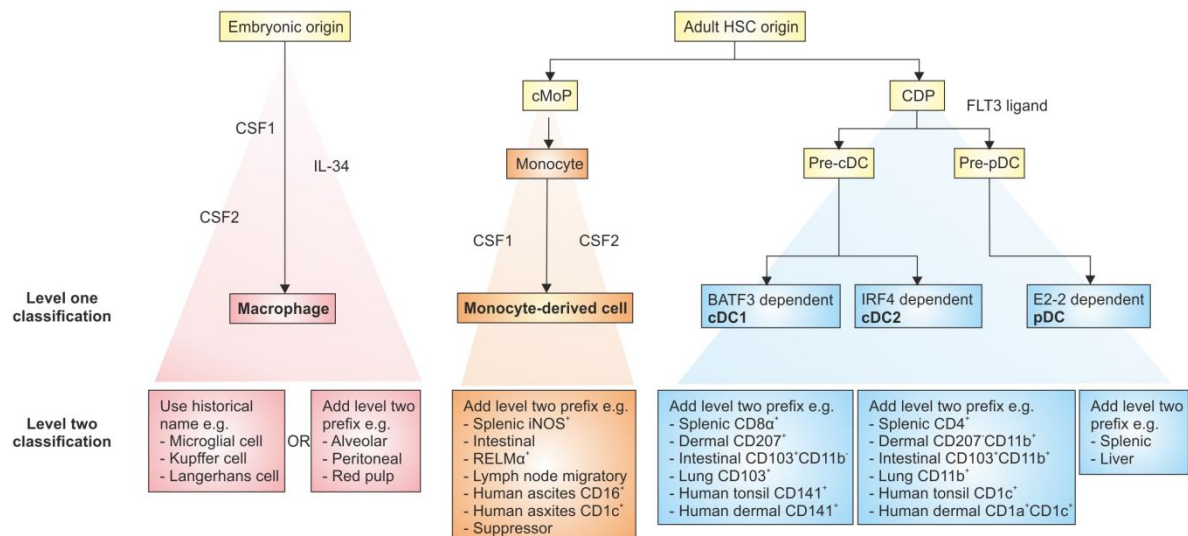 Embryonic origin
Adult HSC origin
cMoP
CDP
FLT3 ligand
CSF1
Monocyte
Pre-cDC
Pre-pDC
IL-34
CSF2
CSF1
CSF2
Level one
classification
Macrophage
Monocyte-derived cell
BATF3 dependent
cDC1
IRF4 dependent
cDC2
E2-2 dependent
pDC
Level two
classification
Use historical
name e.g.
- Microglial cell
- Kupffer cell
- Langerhans cell
OR
Add level two
prefix e.g.
- Alveolar
- Peritoneal
- Red pulp
Add level two prefix e.g.
- Splenic iNOS⁺
- Intestinal
- RELMα⁺
- Lymph node migratory
- Human ascites CD16⁺
- Human asxites CD1c⁺
- Suppressor
Add level two prefix e.g.
- Splenic CD8α⁺
- Dermal CD207⁺
- Intestinal CD103⁺CD11b⁻
- Lung CD103⁺
- Human tonsil CD141⁺
- Human dermal CD141⁺
Add level two prefix e.g.
- Splenic CD4⁺
- Dermal CD207⁻CD11b⁺
- Intestinal CD103⁺CD11b⁺
- Lung CD11b⁺
- Human tonsil CD1c⁺
- Human dermal CD1a⁺CD1c⁺
Add level two
prefix e.g.
- Splenic
- Liver